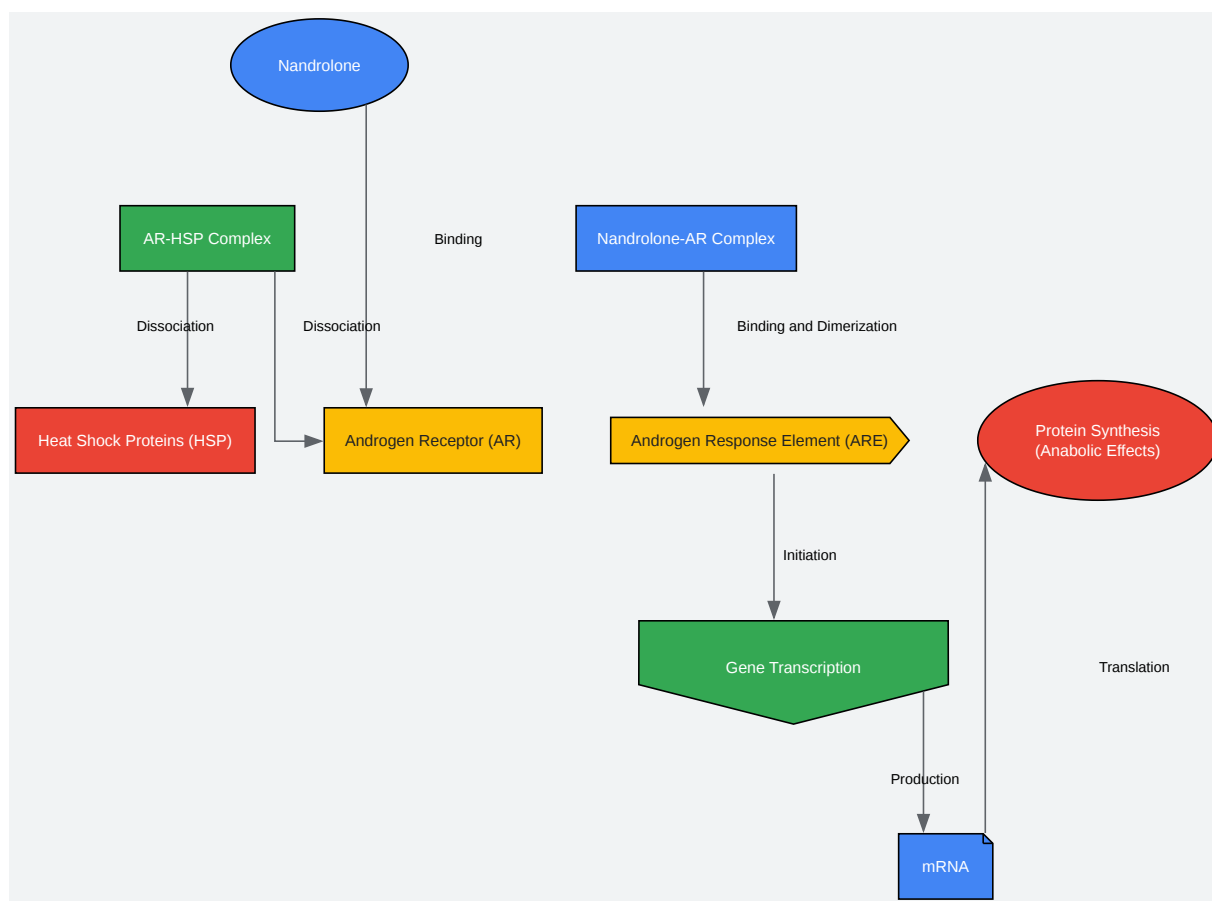 Nandrolone
AR-HSP Complex
Binding
Nandrolone-AR Complex
Dissociation
Dissociation
Binding and Dimerization
Heat Shock Proteins (HSP)
Androgen Receptor (AR)
Androgen Response Element (ARE)
Protein Synthesis
(Anabolic Effects)
Initiation
Gene Transcription
Translation
Production
mRNA